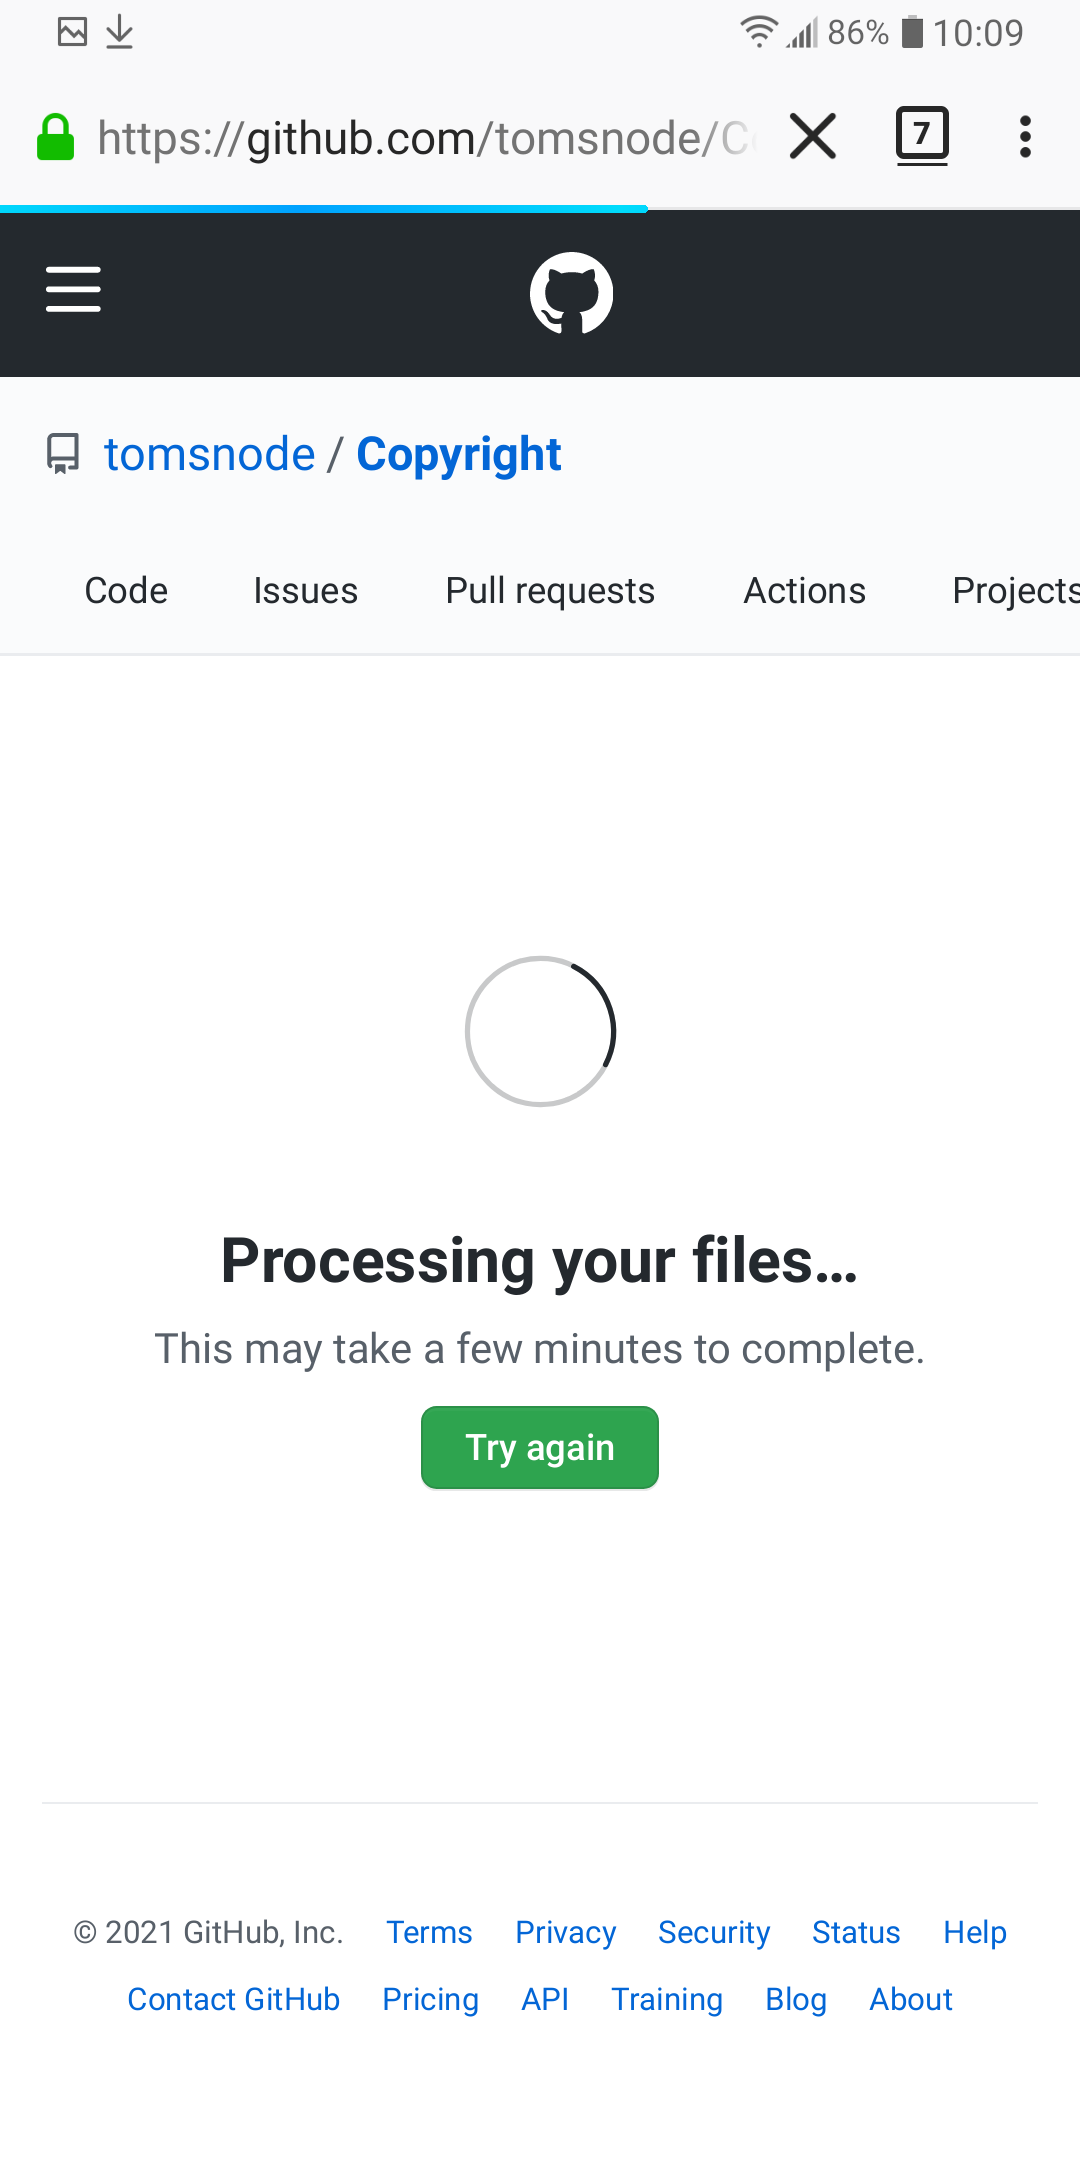 86% 10:09
https://github.com/tomsnode/C
7
tomsnode / Copyright
Code Issues Pull requests Actions Projects
Processing your files...
This may take a few minutes to complete.
Try again
© 2021 GitHub, Inc. Terms Privacy Security Status Help
Contact GitHub Pricing API Training Blog About